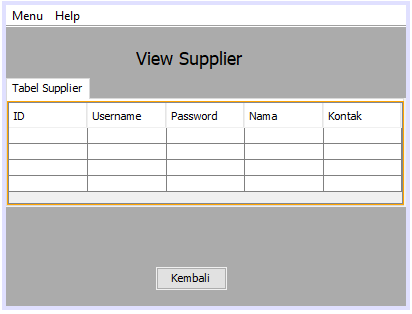 Menu Help
View Supplier
Tabel Supplier
ID Username Password Nama Kontak
Kembali